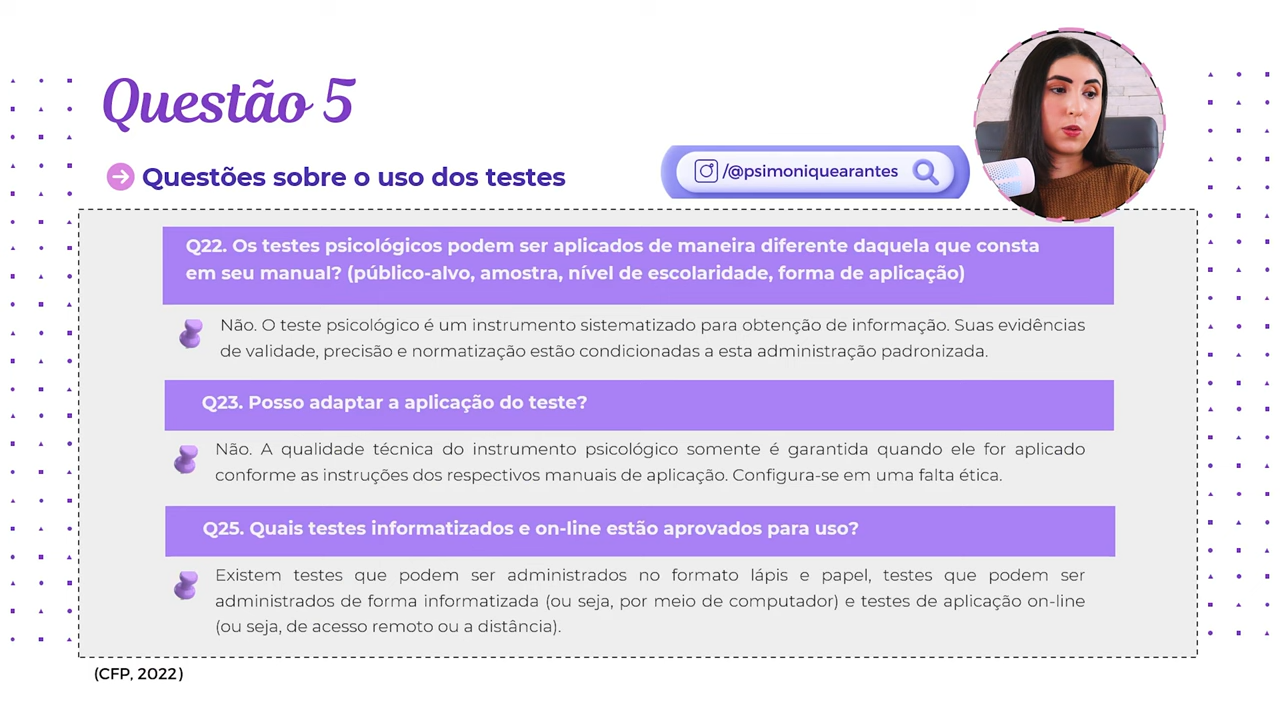 Questão 5
Questões sobre o uso dos testes
/@psimoniquearantes
Q22. Os testes psicológicos podem ser aplicados de maneira diferente daquela que consta
em seu manual? (público-alvo, amostra, nível de escolaridade, forma de aplicação)
Não. O teste psicológico é um instrumento sistematizado para obtenção de informação. Suas evidências
de validade, precisão e normatização estão condicionadas a esta administração padronizada.
Q23. Posso adaptar a aplicação do teste?
Não. A qualidade técnica do instrumento psicológico somente é garantida quando ele for aplicado
conforme as instruções dos respectivos manuais de aplicação. Configura-se em uma falta ética.
Q25. Quais testes informatizados e on-line estão aprovados para uso?
Existem testes que podem ser administrados no formato lápis e papel, testes que podem ser
administrados de forma informatizada (ou seja, por meio de computador) e testes de aplicação on-line
(ou seja, de acesso remoto ou a distância).
(CFP, 2022)